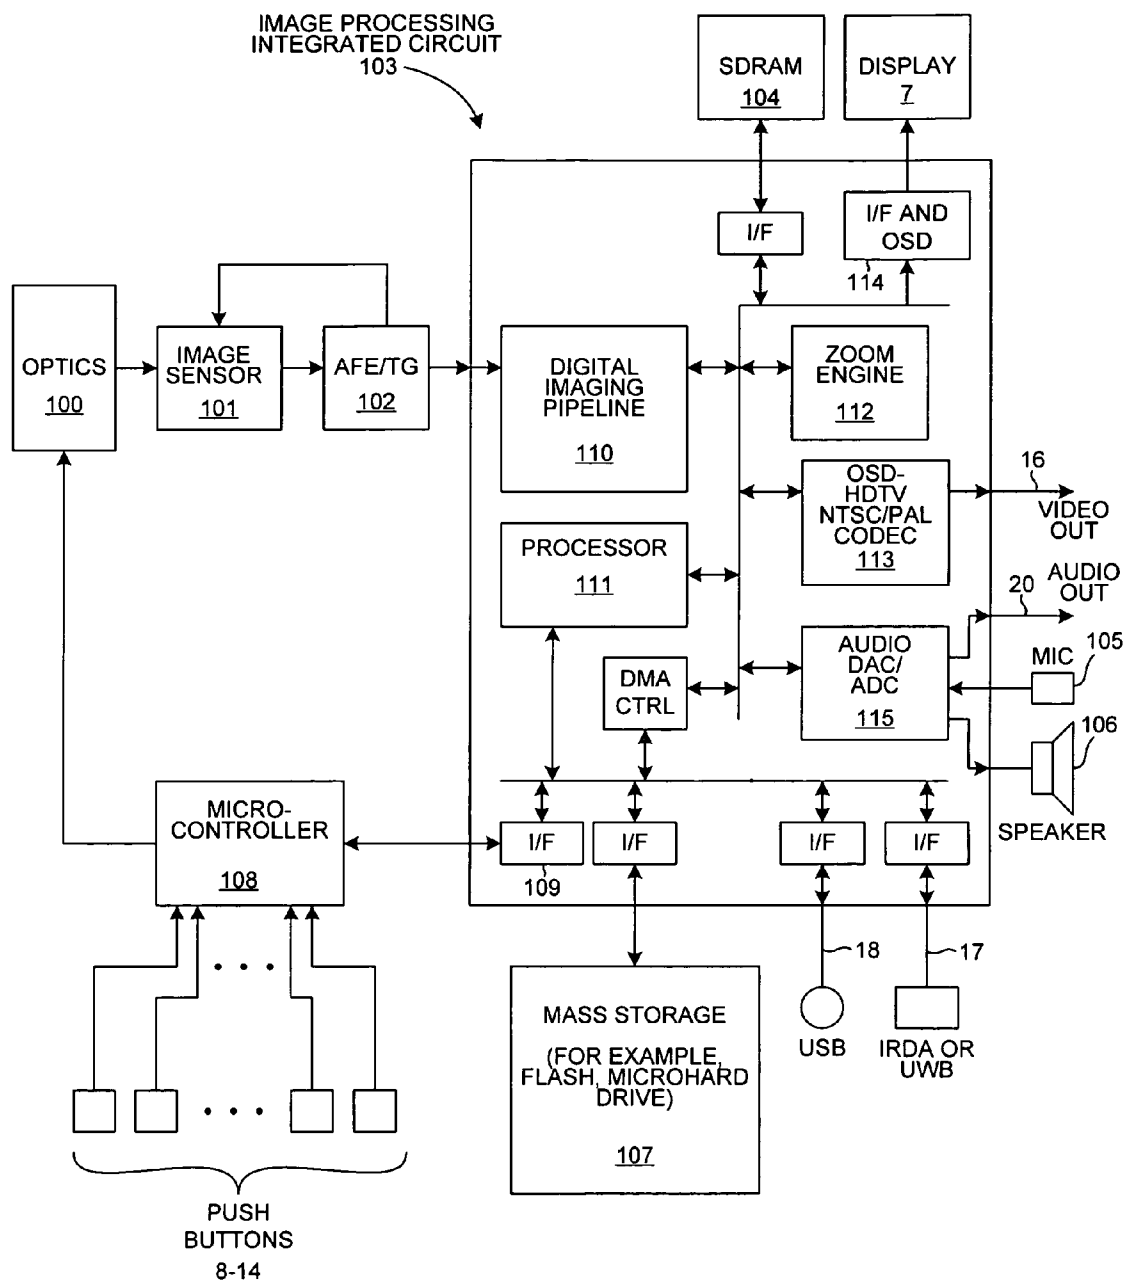 IMAGE PROCESSING
INTEGRATED CIRCUIT
103
SDRAM
104
DISPLAY
7
I/F
I/F AND
OSD
114
OPTICS
100
IMAGE
SENSOR
101
AFE/TG
102
DIGITAL
IMAGING
PIPELINE
110
ZOOM
ENGINE
112
OSD-
HDTV
NTSC/PAL
CODEC
113
16
VIDEO
OUT
PROCESSOR
111
AUDIO
OUT
20
DMA
CTRL
AUDIO
DAC/
ADC
115
MIC
105
106
SPEAKER
MICRO-
CONTROLLER
108
I/F
109
I/F
I/F
I/F
18
17
MASS STORAGE
(FOR EXAMPLE,
FLASH, MICROHARD
DRIVE)
107
USB
IRDA OR
UWB
PUSH
BUTTONS
8-14